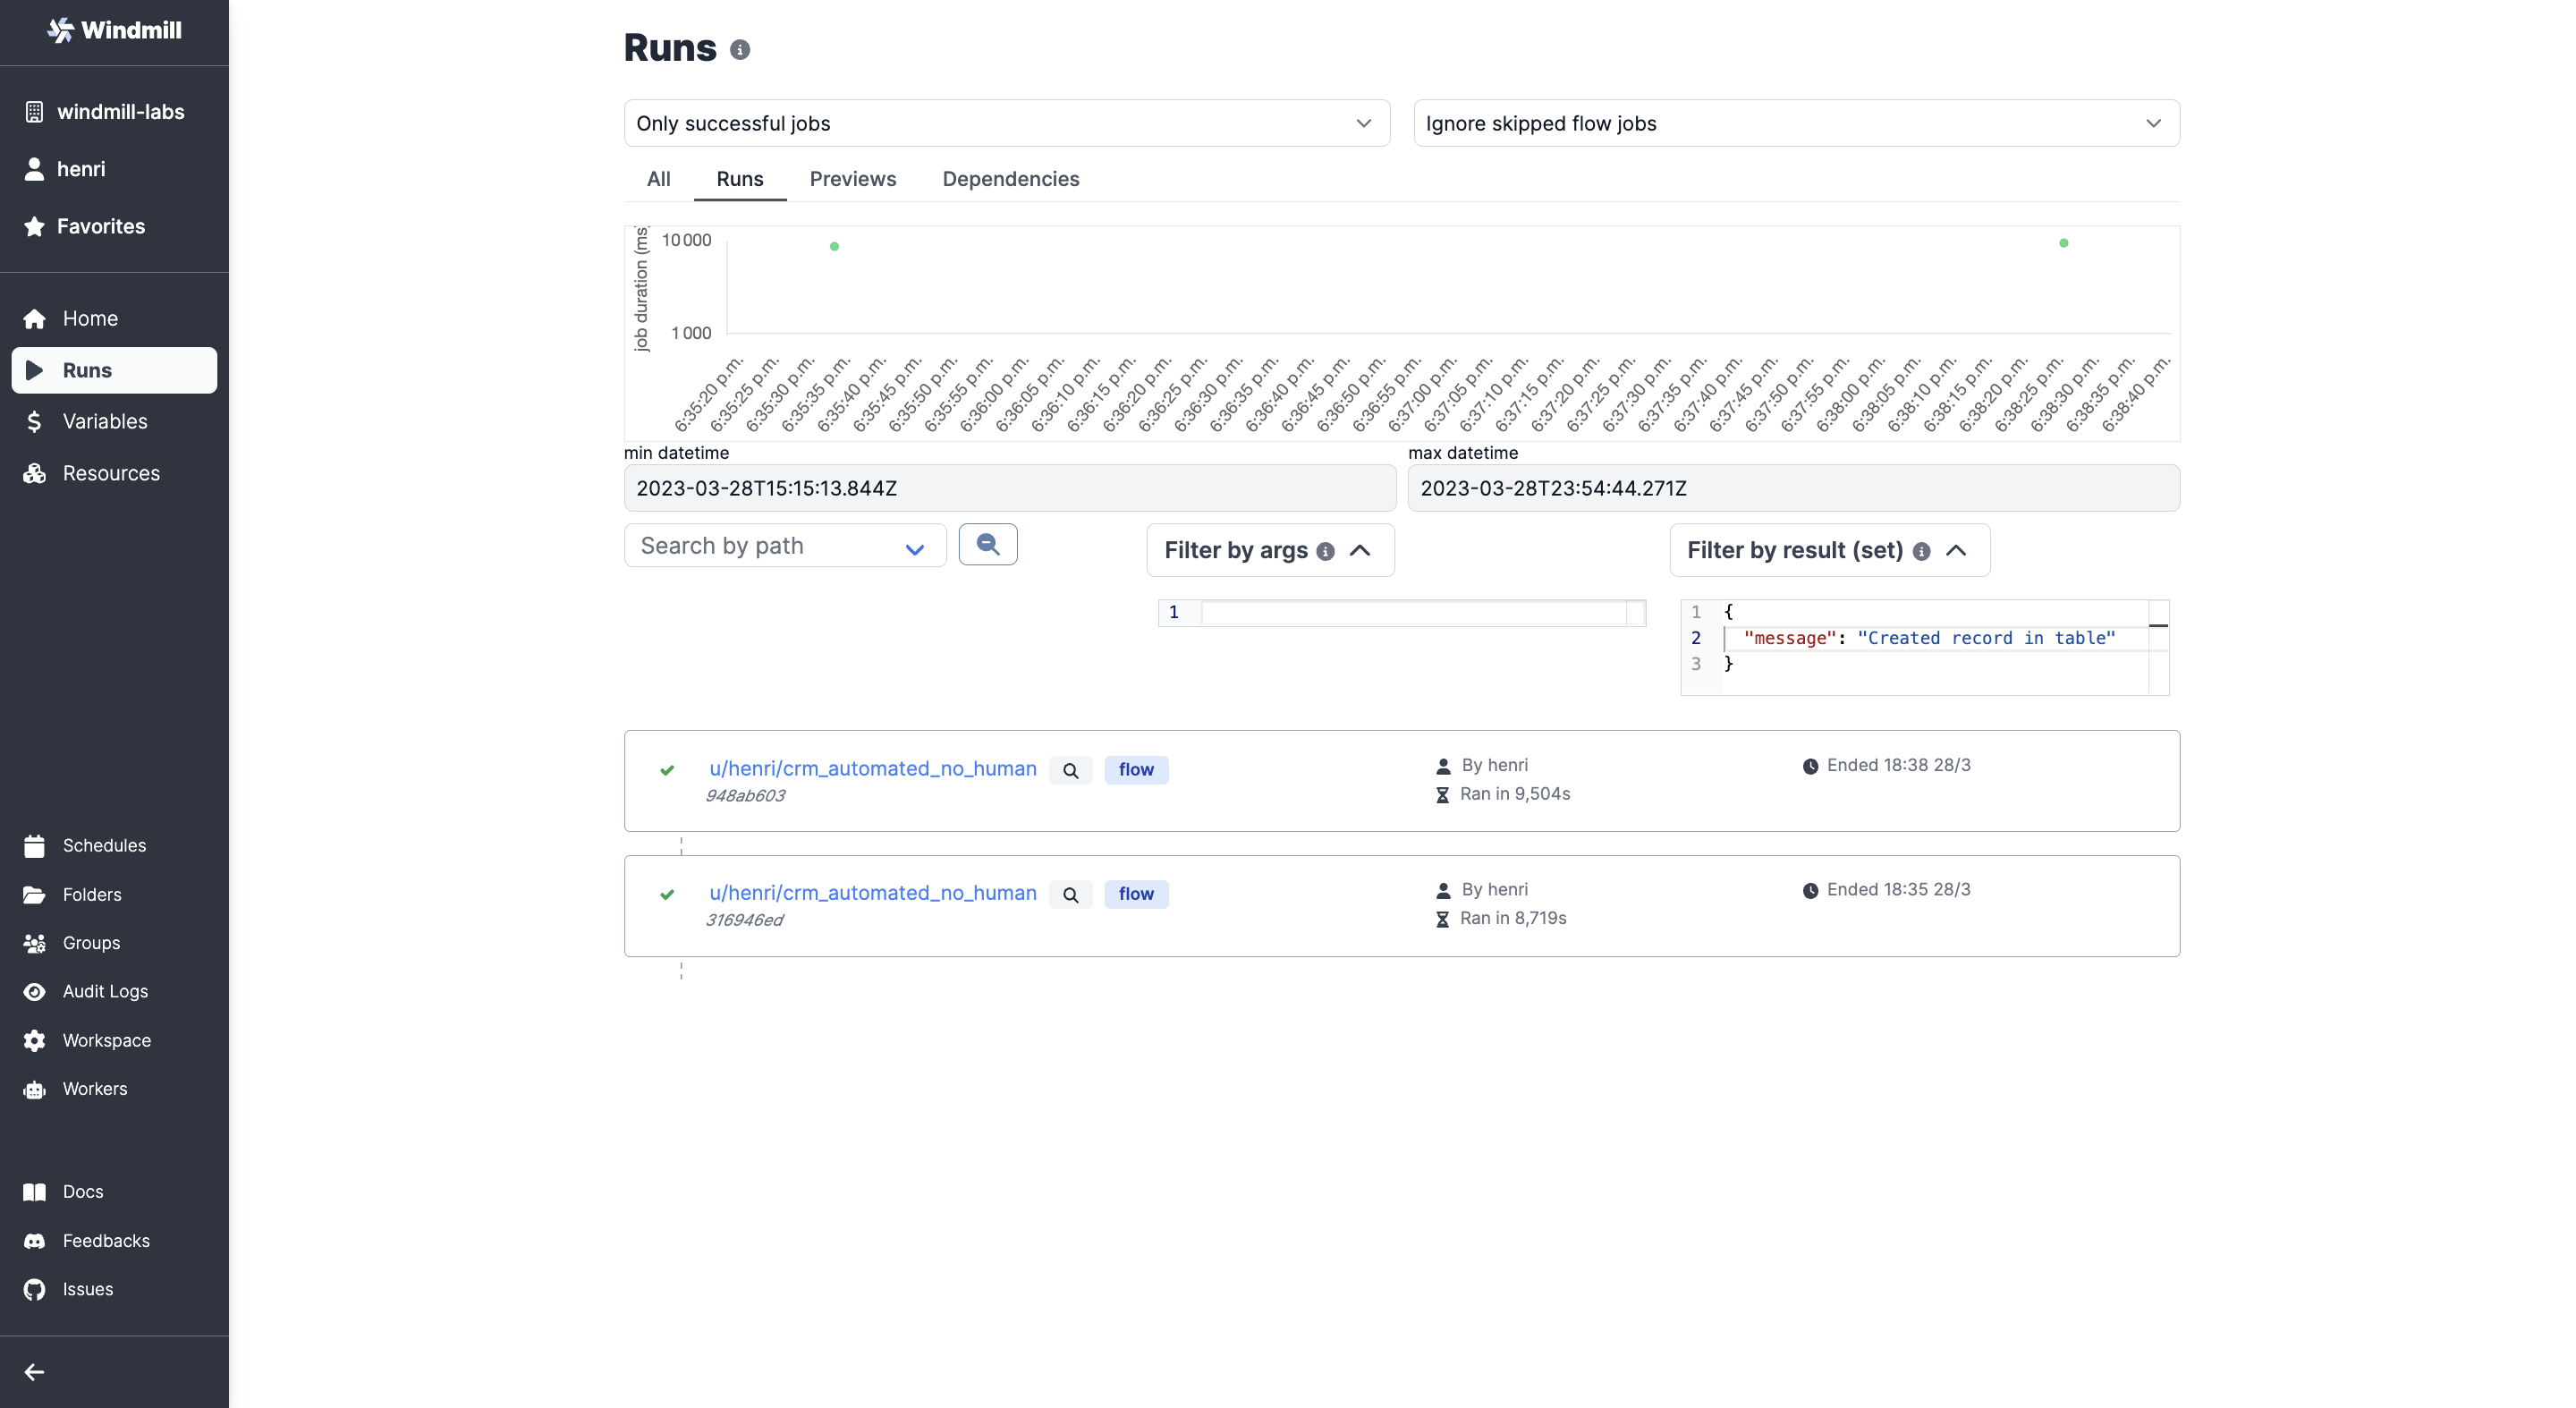 Windmill
windmill-labs
henri
Favorites
Home
Runs
Variables
Resources
Schedules
Folders
Groups
Audit Logs
Workspace
Workers
Docs
Feedbacks
Issues
Runs
Only successful jobs
Ignore skipped flow jobs
All Runs Previews Dependencies
job duration (ms)
10 000
1 000
6:35:20 p.m. 6:35:25 p.m. 6:35:30 p.m. 6:35:35 p.m. 6:35:40 p.m. 6:35:45 p.m. 6:35:50 p.m. 6:35:55 p.m. 6:36:00 p.m. 6:36:05 p.m. 6:36:10 p.m. 6:36:15 p.m. 6:36:20 p.m. 6:36:25 p.m. 6:36:30 p.m. 6:36:35 p.m. 6:36:40 p.m. 6:36:45 p.m. 6:36:50 p.m. 6:36:55 p.m. 6:37:00 p.m. 6:37:05 p.m. 6:37:10 p.m. 6:37:15 p.m. 6:37:20 p.m. 6:37:25 p.m. 6:37:30 p.m. 6:37:35 p.m. 6:37:40 p.m. 6:37:45 p.m. 6:37:50 p.m. 6:37:55 p.m. 6:38:00 p.m. 6:38:05 p.m. 6:38:10 p.m. 6:38:15 p.m. 6:38:20 p.m. 6:38:25 p.m. 6:38:30 p.m. 6:38:35 p.m. 6:38:40 p.m.
min datetime
2023-03-28T15:15:13.844Z
max datetime
2023-03-28T23:54:44.271Z
Search by path
Filter by args
1
Filter by result (set)
1 {
2 "message": "Created record in table"
3 }
u/henri/crm_automated_no_human flow
948ab603
By henri
Ran in 9,504s
Ended 18:38 28/3
u/henri/crm_automated_no_human flow
316946ed
By henri
Ran in 8,719s
Ended 18:35 28/3